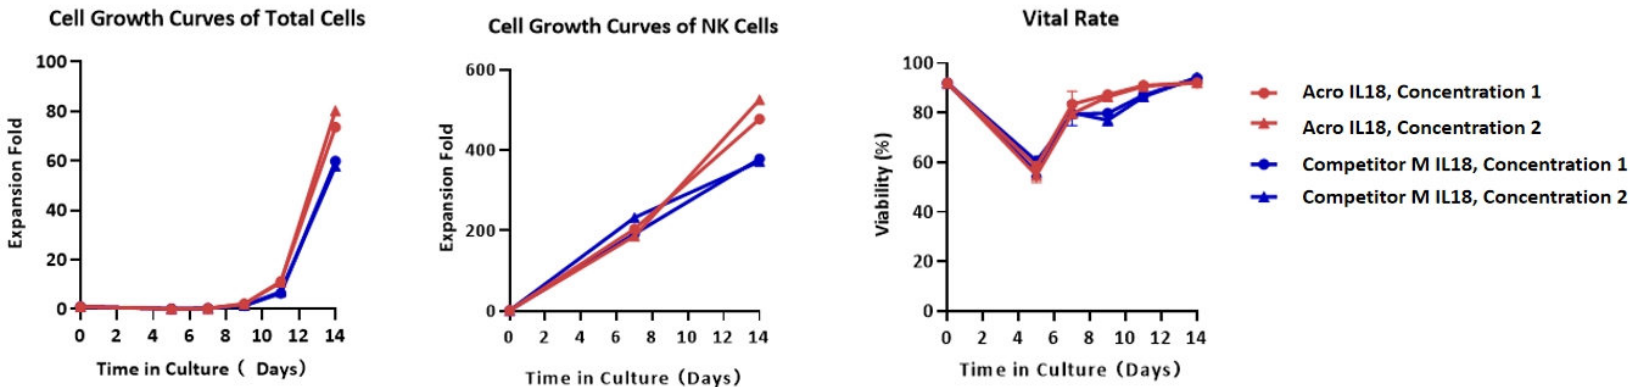 Cell Growth Curves of Total Cells
Expansion Fold
100
80
60
40
20
0
0 2 4 6 8 10 12 14
Time in Culture ( Days)
Cell Growth Curves of NK Cells
Expansion Fold
600
400
200
0
0 2 4 6 8 10 12 14
Time in Culture (Days)
Vital Rate
Viability (%)
100
80
60
40
20
0
0 2 4 6 8 10 12 14
Time in Culture (Days)
Acro IL18, Concentration 1
Acro IL18, Concentration 2
Competitor M IL18, Concentration 1
Competitor M IL18, Concentration 2